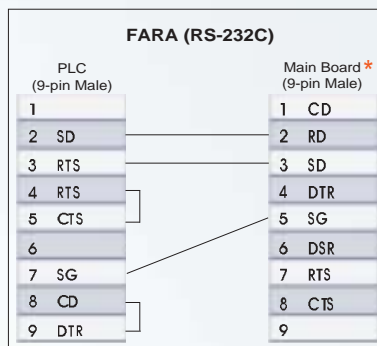 FARA (RS-232C)
PLC
(9-pin Male)
1
2 SD
3 RTS
4 RTS
5 CTS
6
7 SG
8 CD
9 DTR
Main Board *
(9-pin Male)
1 CD
2 RD
3 SD
4 DTR
5 SG
6 DSR
7 RTS
8 CTS
9